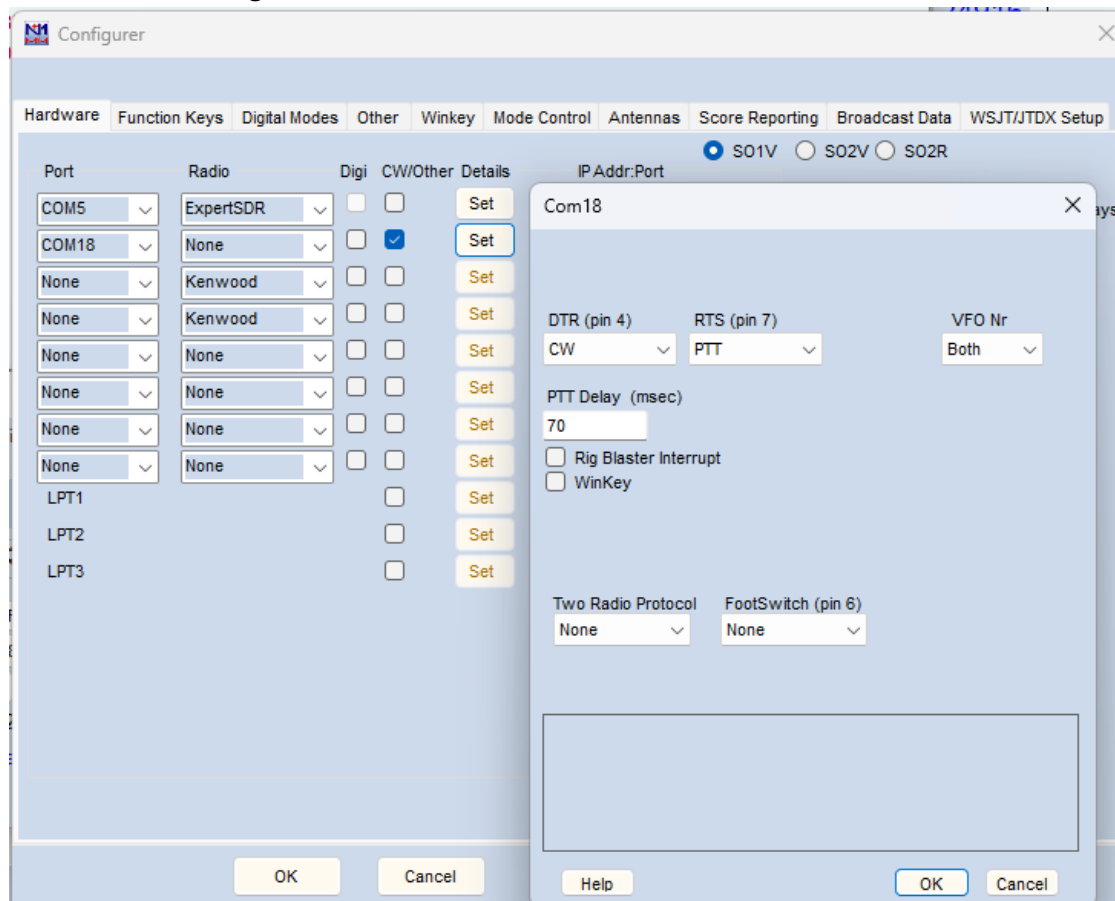 Configurer
Hardware Function Keys Digital Modes Other Winkey Mode Control Antennas Score Reporting Broadcast Data WSJT/JTDX Setup
SO1V SO2V SO2R
Port Radio Digi CW/Other Details IP Addr:Port
COM5 ExpertSDR Set
COM18 None Set
None Kenwood Set
None Kenwood Set
None None Set
None None Set
None None Set
None None Set
LPT1 Set
LPT2 Set
LPT3 Set
OK Cancel
Com18
DTR (pin 4) RTS (pin 7) VFO Nr
CW PTT Both
PTT Delay (msec)
70
Rig Blaster Interrupt
WinKey
Two Radio Protocol FootSwitch (pin 6)
None None
Help OK Cancel